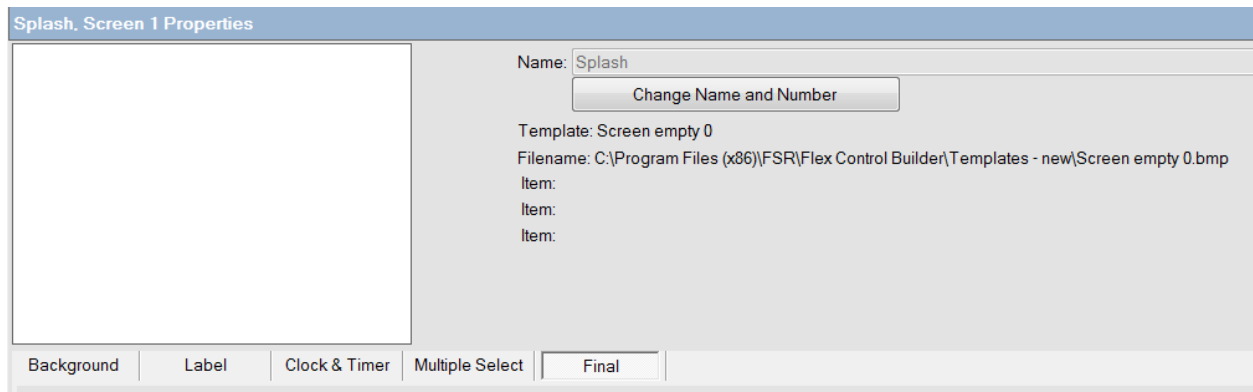 Splash, Screen 1 Properties
Name: Splash
Change Name and Number
Template: Screen empty 0
Filename: C:\Program Files (x86)\FSR\Flex Control Builder\Templates - new\Screen empty 0.bmp
Item:
Item:
Item:
Background Label Clock & Timer Multiple Select Final